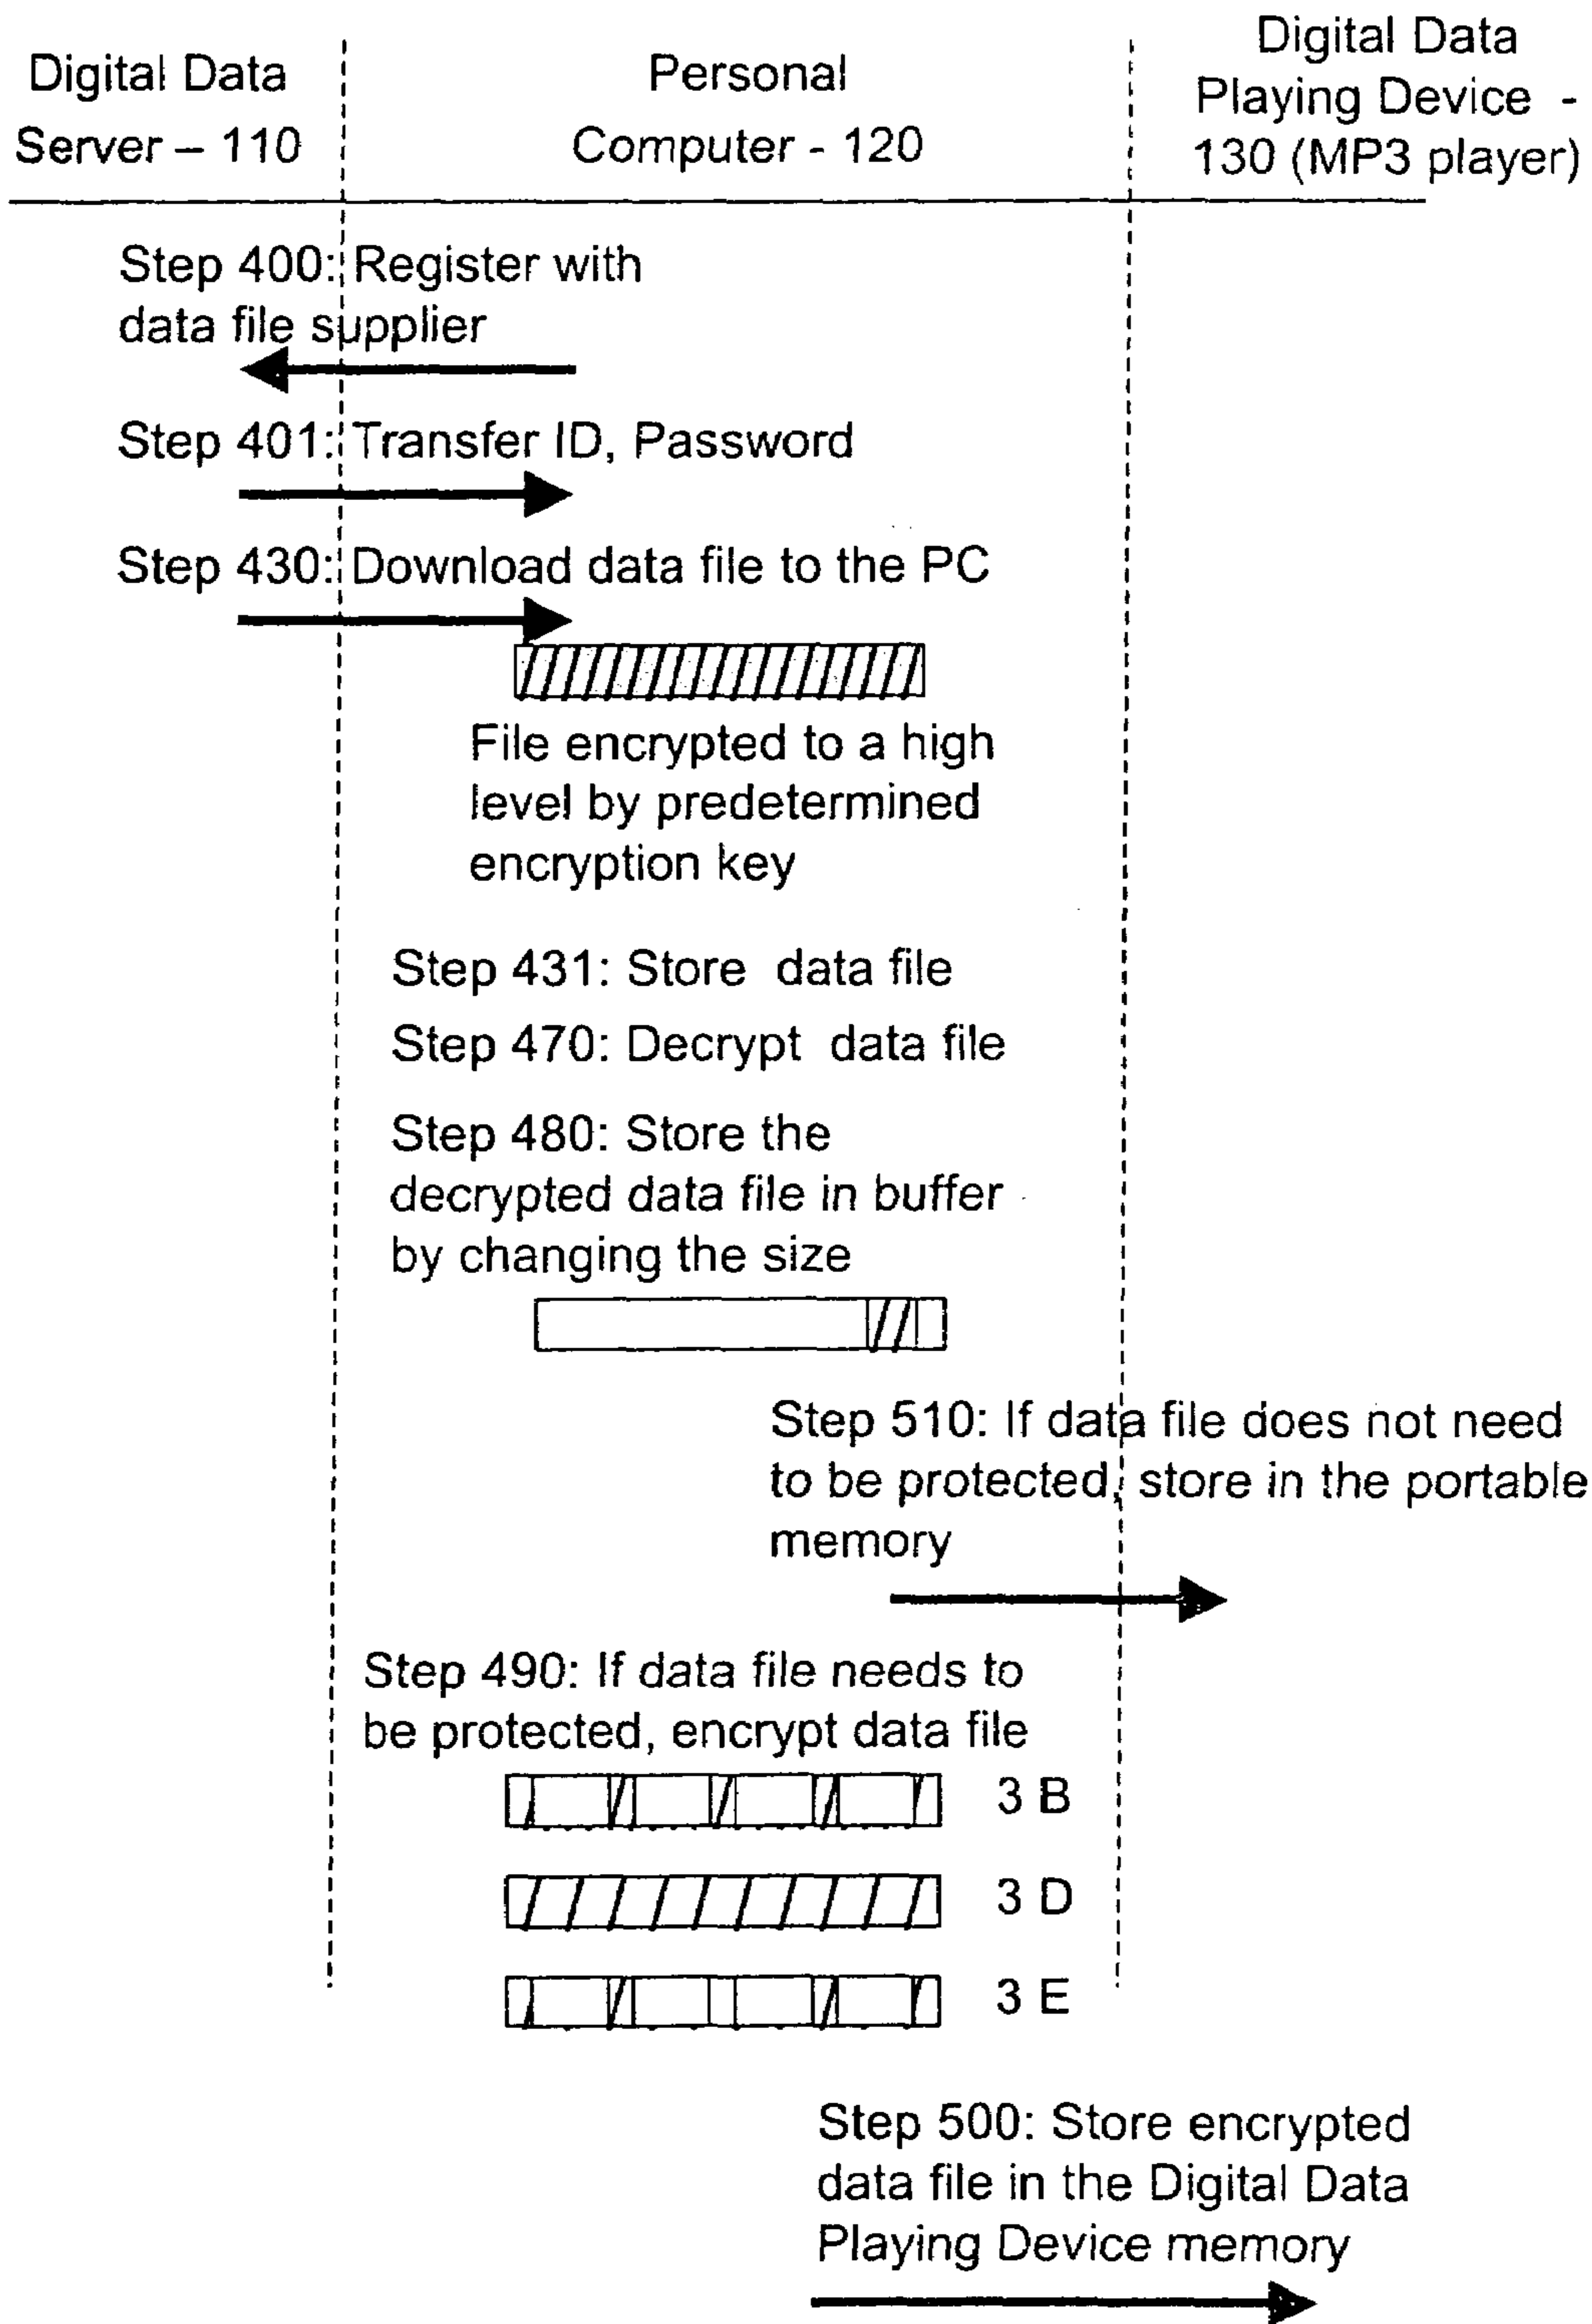 Digital Data
Server – 110
Personal
Computer - 120
Digital Data
Playing Device -
130 (MP3 player)
Step 400: Register with
data file supplier
Step 401: Transfer ID, Password
Step 430: Download data file to the PC
File encrypted to a high
level by predetermined
encryption key
Step 431: Store data file
Step 470: Decrypt data file
Step 480: Store the
decrypted data file in buffer
by changing the size
Step 510: If data file does not need
to be protected, store in the portable
memory
Step 490: If data file needs to
be protected, encrypt data file
3 B
3 D
3 E
Step 500: Store encrypted
data file in the Digital Data
Playing Device memory